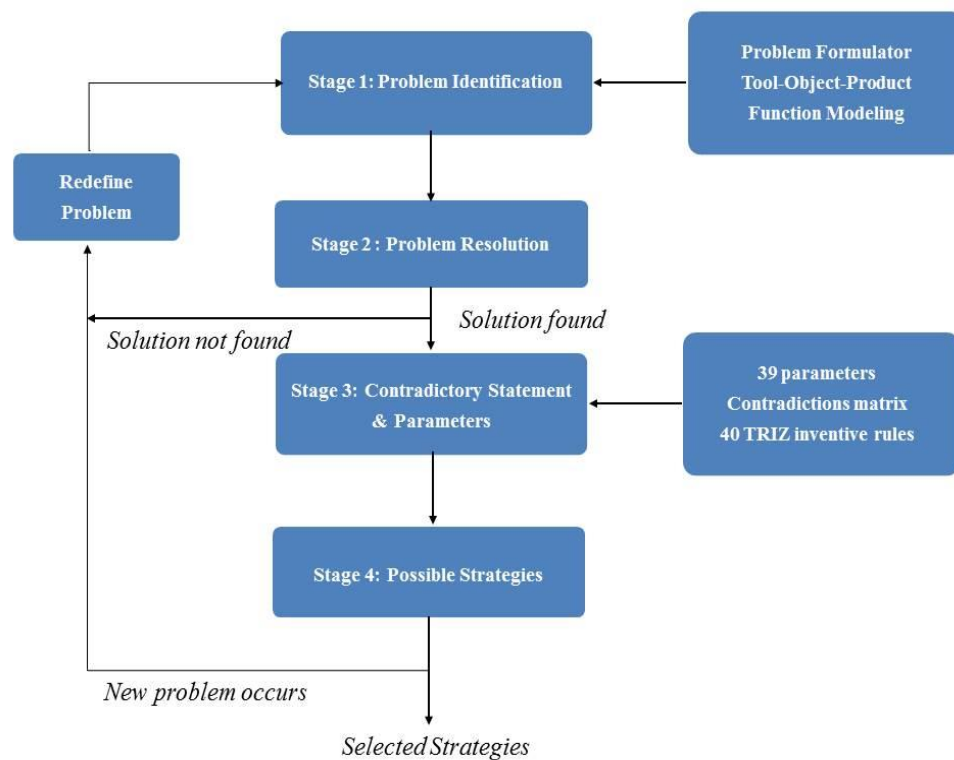 Stage 1: Problem Identification
Problem Formulator
Tool-Object-Product
Function Modeling
Redefine
Problem
Stage 2 : Problem Resolution
Solution not found
Solution found
Stage 3: Contradictory Statement
& Parameters
39 parameters
Contradictions matrix
40 TRIZ inventive rules
Stage 4: Possible Strategies
New problem occurs
Selected Strategies